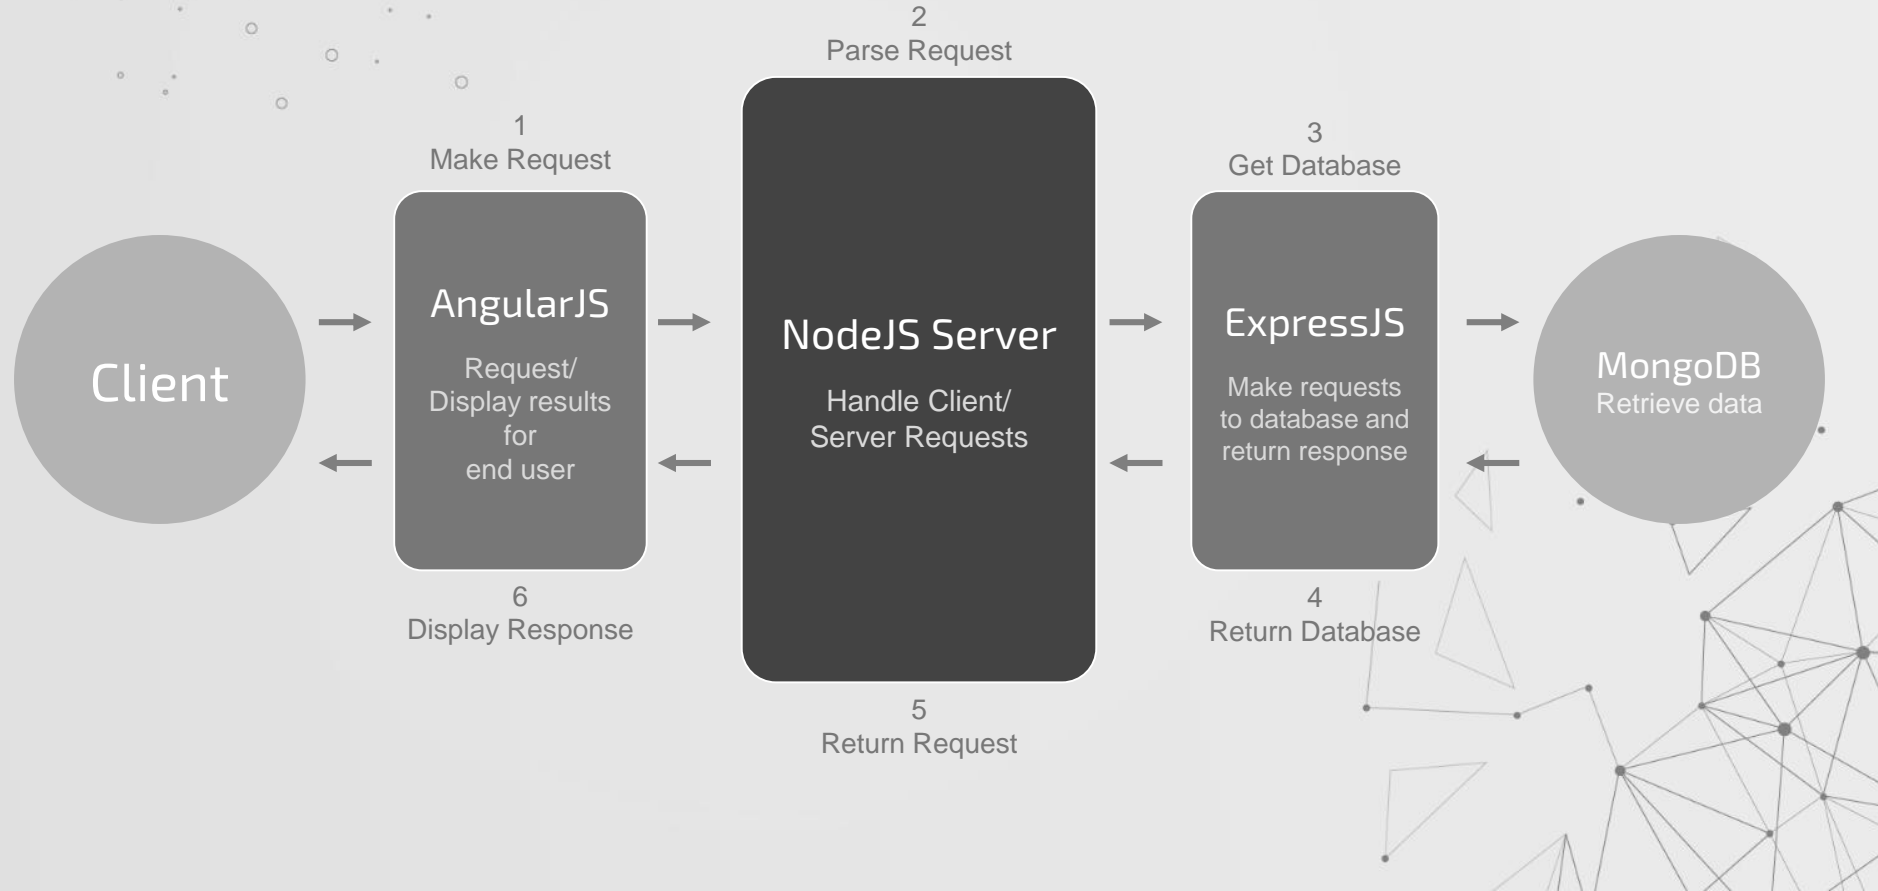 Client
1
Make Request
AngularJS
Request/
Display results
for
end user
6
Display Response
2
Parse Request
NodeJS Server
Handle Client/
Server Requests
5
Return Request
3
Get Database
ExpressJS
Make requests
to database and
return response
4
Return Database
MongoDB
Retrieve data